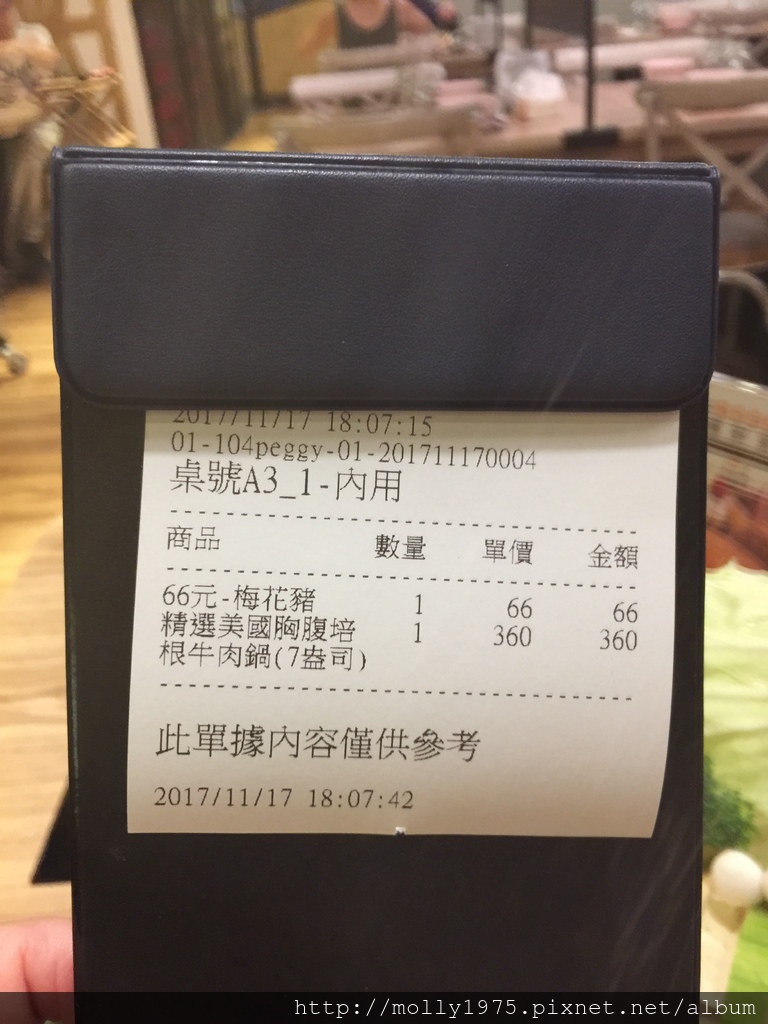 2017/11/17 18:07:15
01-104peggy-01-201711170004
桌號A3_1-內用
商品 數量 單價 金額
66元-梅花豬 1 66 66
精選美國胸腹培 1 360 360
根牛肉鍋(7盎司)
此單據內容僅供參考
2017/11/17 18:07:42
http://molly1975.pixnet.net/album